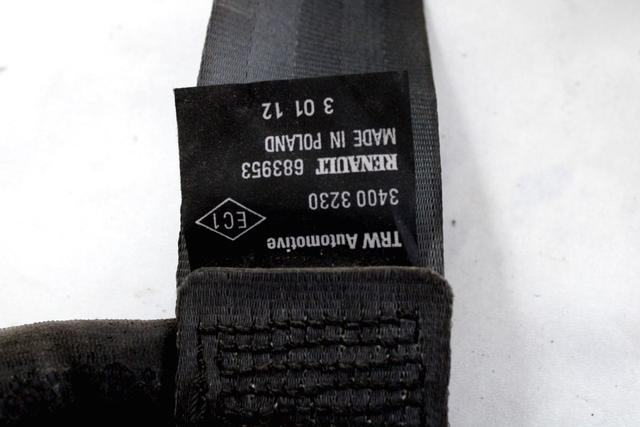 TRW Automotive
3400 3230
EC1
RENAULT 683953
MADE IN POLAND
3 01 12